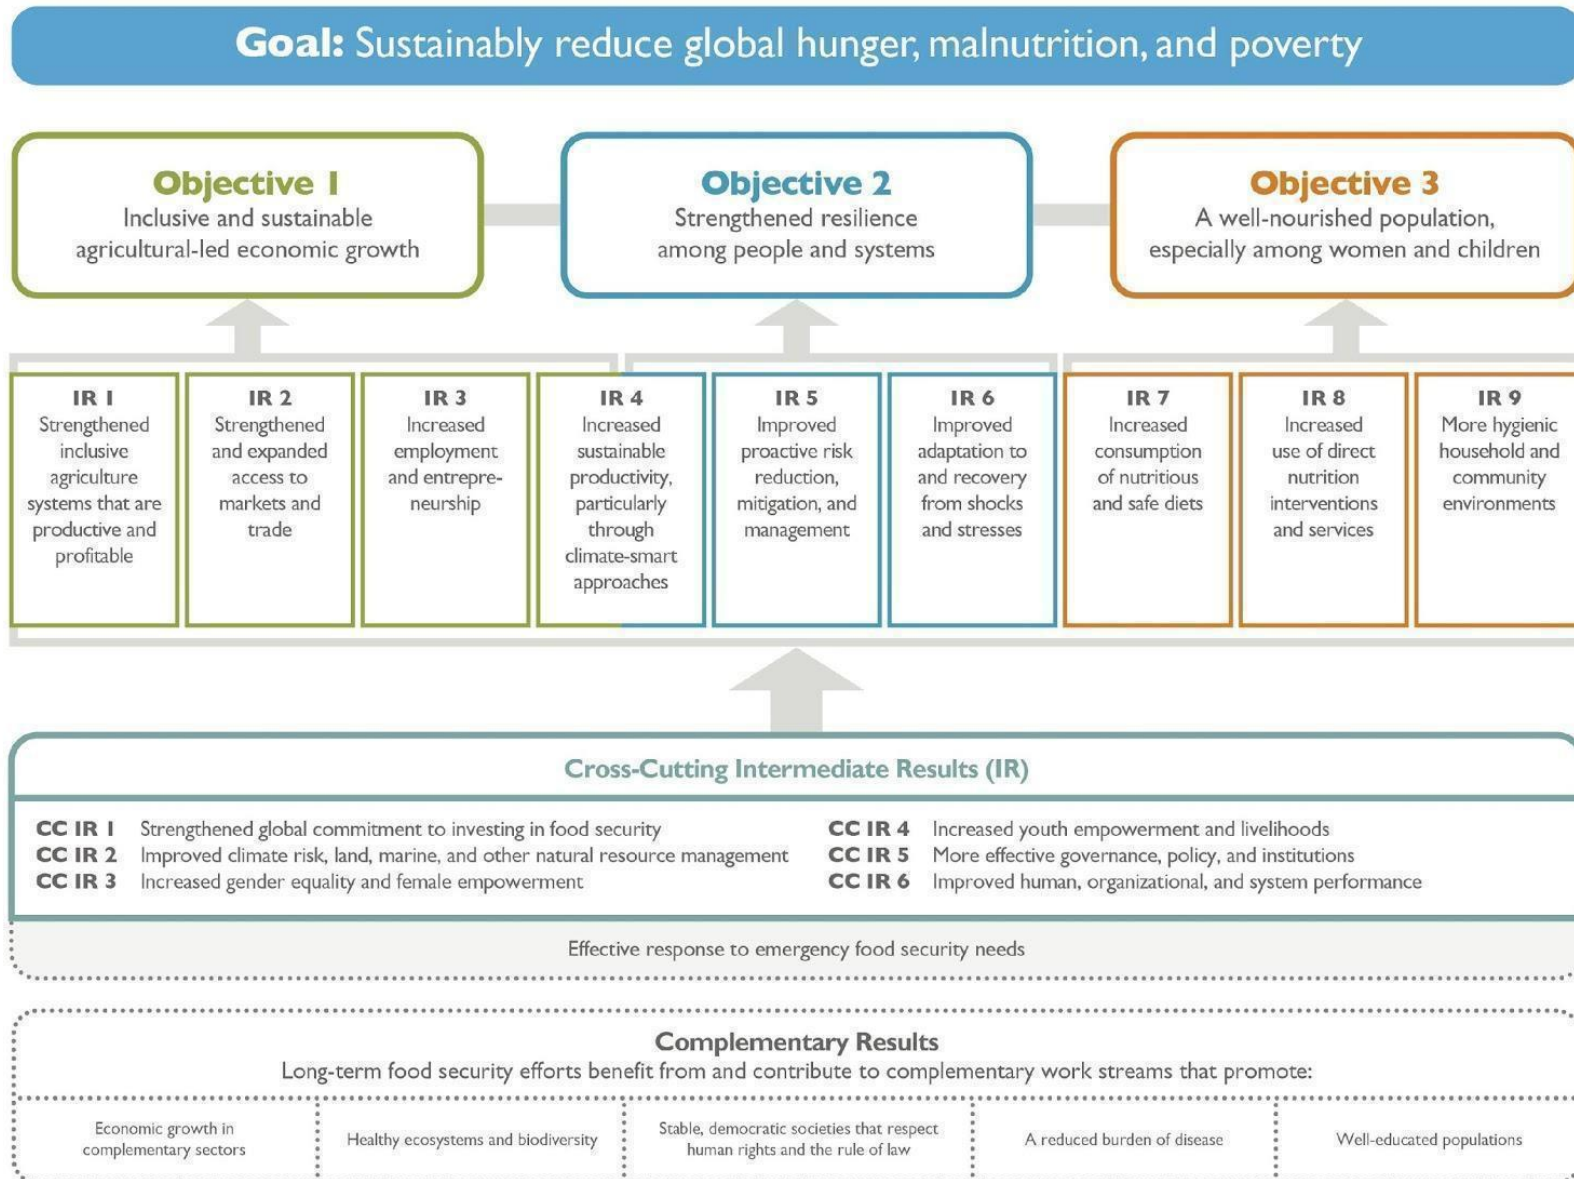 Goal: Sustainably reduce global hunger, malnutrition, and poverty
Objective 1
Inclusive and sustainable
agricultural-led economic growth
Objective 2
Strengthened resilience
among people and systems
Objective 3
A well-nourished population,
especially among women and children
IR 1
Strengthened
inclusive
agriculture
systems that are
productive and
profitable
IR 2
Strengthened
and expanded
access to
markets and
trade
IR 3
Increased
employment
and entrepre-
neurship
IR 4
Increased
sustainable
productivity,
particularly
through
climate-smart
approaches
IR 5
Improved
proactive risk
reduction,
mitigation, and
management
IR 6
Improved
adaptation to
and recovery
from shocks
and stresses
IR 7
Increased
consumption
of nutritious
and safe diets
IR 8
Increased
use of direct
nutrition
interventions
and services
IR 9
More hygienic
household and
community
environments
Cross-Cutting Intermediate Results (IR)
CC IR 1 Strengthened global commitment to investing in food security
CC IR 2 Improved climate risk, land, marine, and other natural resource management
CC IR 3 Increased gender equality and female empowerment
CC IR 4 Increased youth empowerment and livelihoods
CC IR 5 More effective governance, policy, and institutions
CC IR 6 Improved human, organizational, and system performance
Effective response to emergency food security needs
Complementary Results
Long-term food security efforts benefit from and contribute to complementary work streams that promote:
Economic growth in
complementary sectors
Healthy ecosystems and biodiversity
Stable, democratic societies that respect
human rights and the rule of law
A reduced burden of disease
Well-educated populations